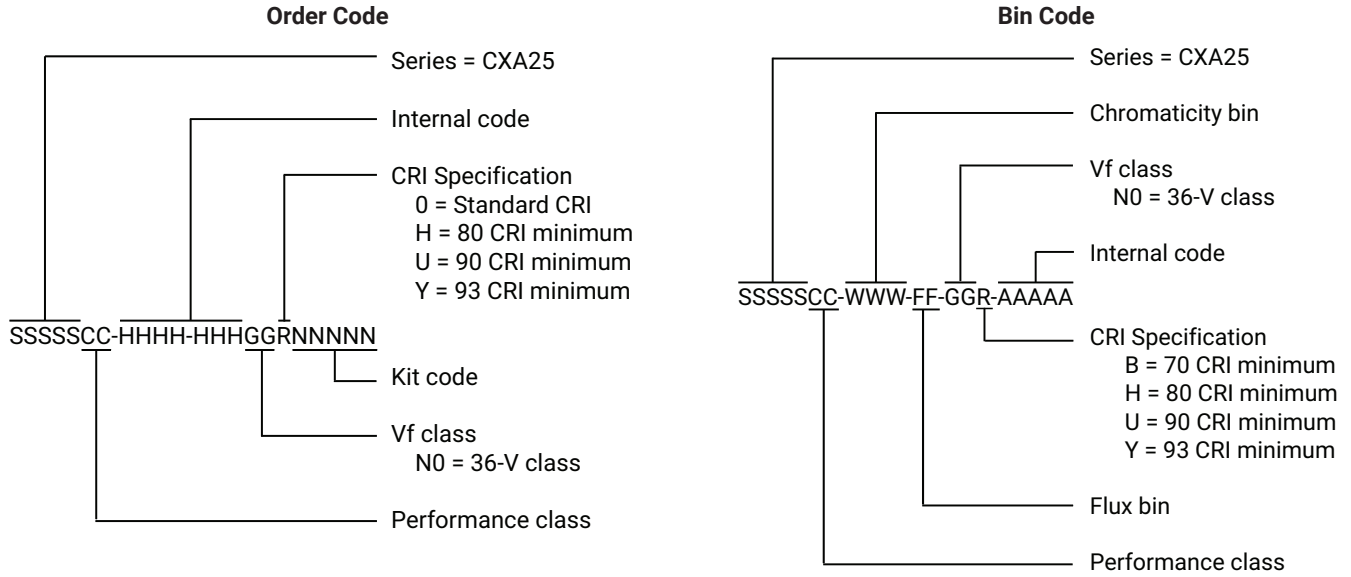 Order Code
Series = CXA25
Internal code
CRI Specification
0 = Standard CRI
H = 80 CRI minimum
U = 90 CRI minimum
Y = 93 CRI minimum
SSSSSCC-HHHH-HHHGGRNNNNN
Kit code
Vf class
N0 = 36-V class
Performance class
Bin Code
Series = CXA25
Chromaticity bin
Vf class
N0 = 36-V class
Internal code
SSSSSCC-WWW-FF-GGR-AAAAA
CRI Specification
B = 70 CRI minimum
H = 80 CRI minimum
U = 90 CRI minimum
Y = 93 CRI minimum
Flux bin
Performance class